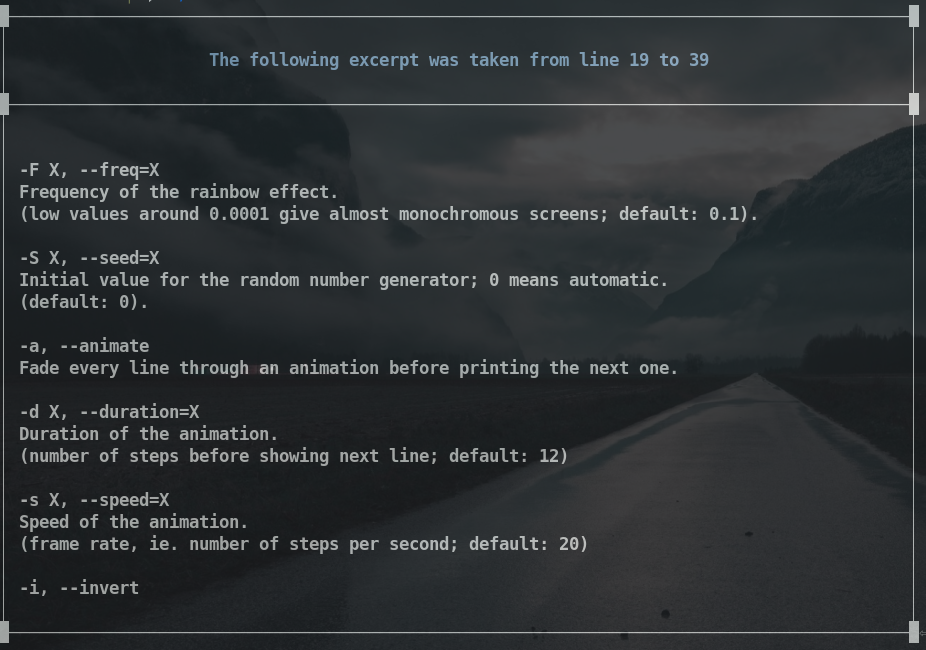 The following excerpt was taken from line 19 to 39
-F X, --freq=X
Frequency of the rainbow effect.
(low values around 0.0001 give almost monochromous screens; default: 0.1).
-S X, --seed=X
Initial value for the random number generator; 0 means automatic.
(default: 0).
-a, --animate
Fade every line through an animation before printing the next one.
-d X, --duration=X
Duration of the animation.
(number of steps before showing next line; default: 12)
-s X, --speed=X
Speed of the animation.
(frame rate, ie. number of steps per second; default: 20)
-i, --invert